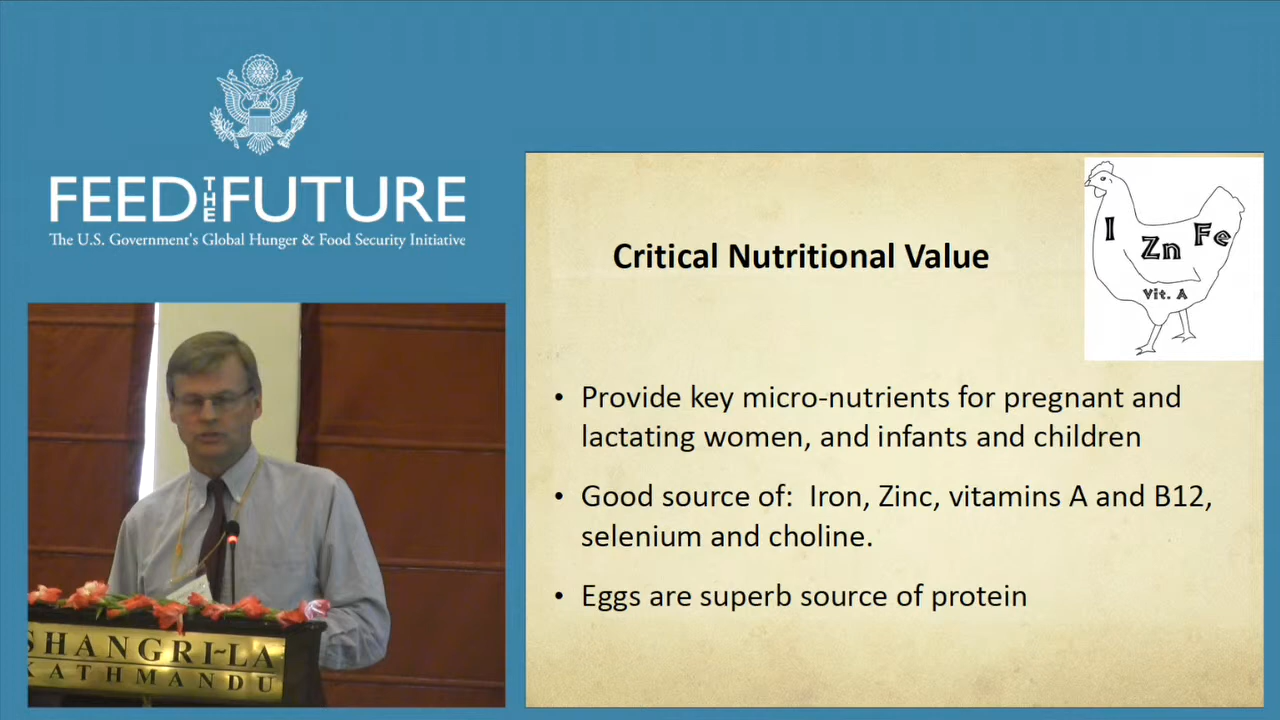 FEED THE FUTURE
The U.S. Government's Global Hunger & Food Security Initiative
Critical Nutritional Value
I Zn Fe
Vit. A
• Provide key micro-nutrients for pregnant and
lactating women, and infants and children
• Good source of: Iron, Zinc, vitamins A and B12,
selenium and choline.
• Eggs are superb source of protein
SHANGRI~LA
KATHMANDU